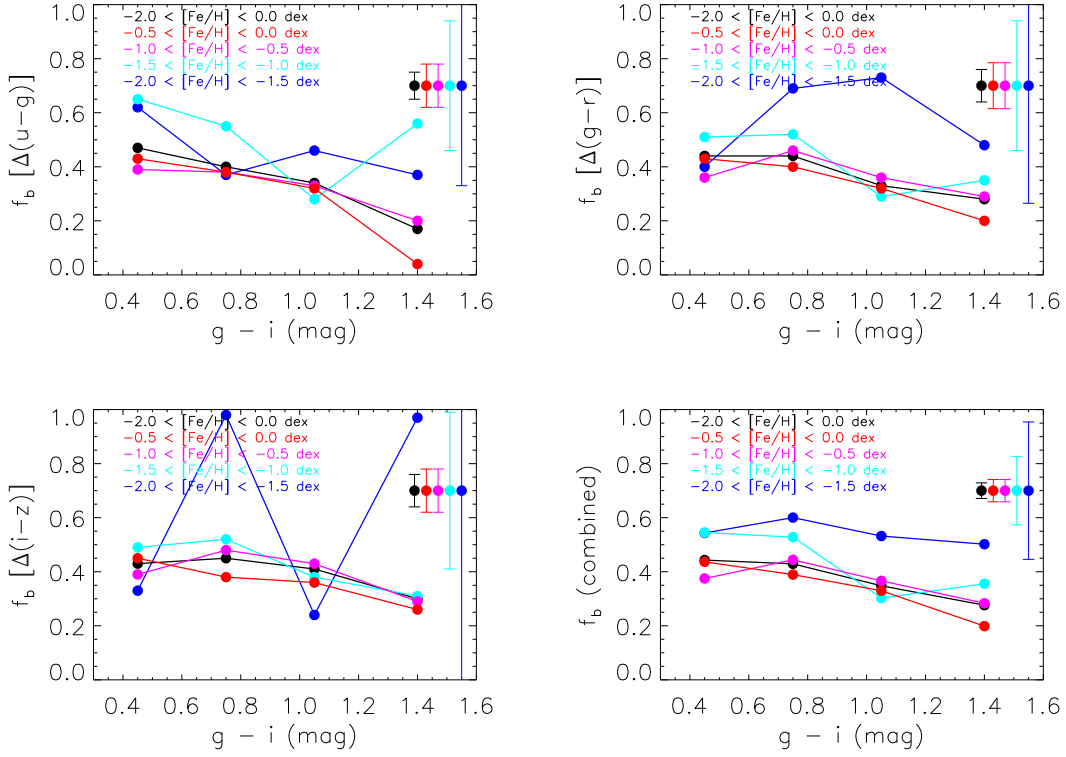 -2.0 < [Fe/H] < 0.0 dex
-0.5 < [Fe/H] < 0.0 dex
-1.0 < [Fe/H] < -0.5 dex
-1.5 < [Fe/H] < -1.0 dex
-2.0 < [Fe/H] < -1.5 dex
f_b [Δ(u-g)]
1.0
0.8
0.6
0.4
0.2
0.0
0.4 0.6 0.8 1.0 1.2 1.4 1.6
g - i (mag)
-2.0 < [Fe/H] < 0.0 dex
-0.5 < [Fe/H] < 0.0 dex
-1.0 < [Fe/H] < -0.5 dex
-1.5 < [Fe/H] < -1.0 dex
-2.0 < [Fe/H] < -1.5 dex
f_b [Δ(g-r)]
1.0
0.8
0.6
0.4
0.2
0.0
0.4 0.6 0.8 1.0 1.2 1.4 1.6
g - i (mag)
-2.0 < [Fe/H] < 0.0 dex
-0.5 < [Fe/H] < 0.0 dex
-1.0 < [Fe/H] < -0.5 dex
-1.5 < [Fe/H] < -1.0 dex
-2.0 < [Fe/H] < -1.5 dex
f_b [Δ(i-z)]
1.0
0.8
0.6
0.4
0.2
0.0
0.4 0.6 0.8 1.0 1.2 1.4 1.6
g - i (mag)
-2.0 < [Fe/H] < 0.0 dex
-0.5 < [Fe/H] < 0.0 dex
-1.0 < [Fe/H] < -0.5 dex
-1.5 < [Fe/H] < -1.0 dex
-2.0 < [Fe/H] < -1.5 dex
f_b (combined)
1.0
0.8
0.6
0.4
0.2
0.0
0.4 0.6 0.8 1.0 1.2 1.4 1.6
g - i (mag)